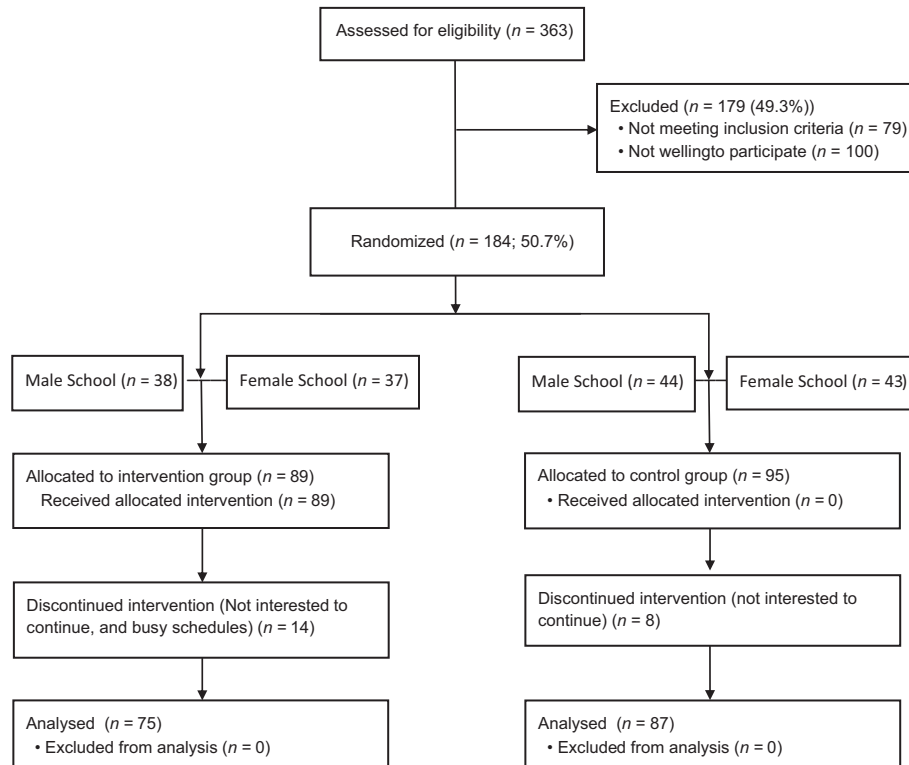 Assessed for eligibility (n = 363)
Excluded (n = 179 (49.3%))
• Not meeting inclusion criteria (n = 79)
• Not wellingto participate (n = 100)
Randomized (n = 184; 50.7%)
Male School (n = 38)
Female School (n = 37)
Male School (n = 44)
Female School (n = 43)
Allocated to intervention group (n = 89)
Received allocated intervention (n = 89)
Allocated to control group (n = 95)
• Received allocated intervention (n = 0)
Discontinued intervention (Not interested to
continue, and busy schedules) (n = 14)
Discontinued intervention (not interested to
continue) (n = 8)
Analysed (n = 75)
• Excluded from analysis (n = 0)
Analysed (n = 87)
• Excluded from analysis (n = 0)